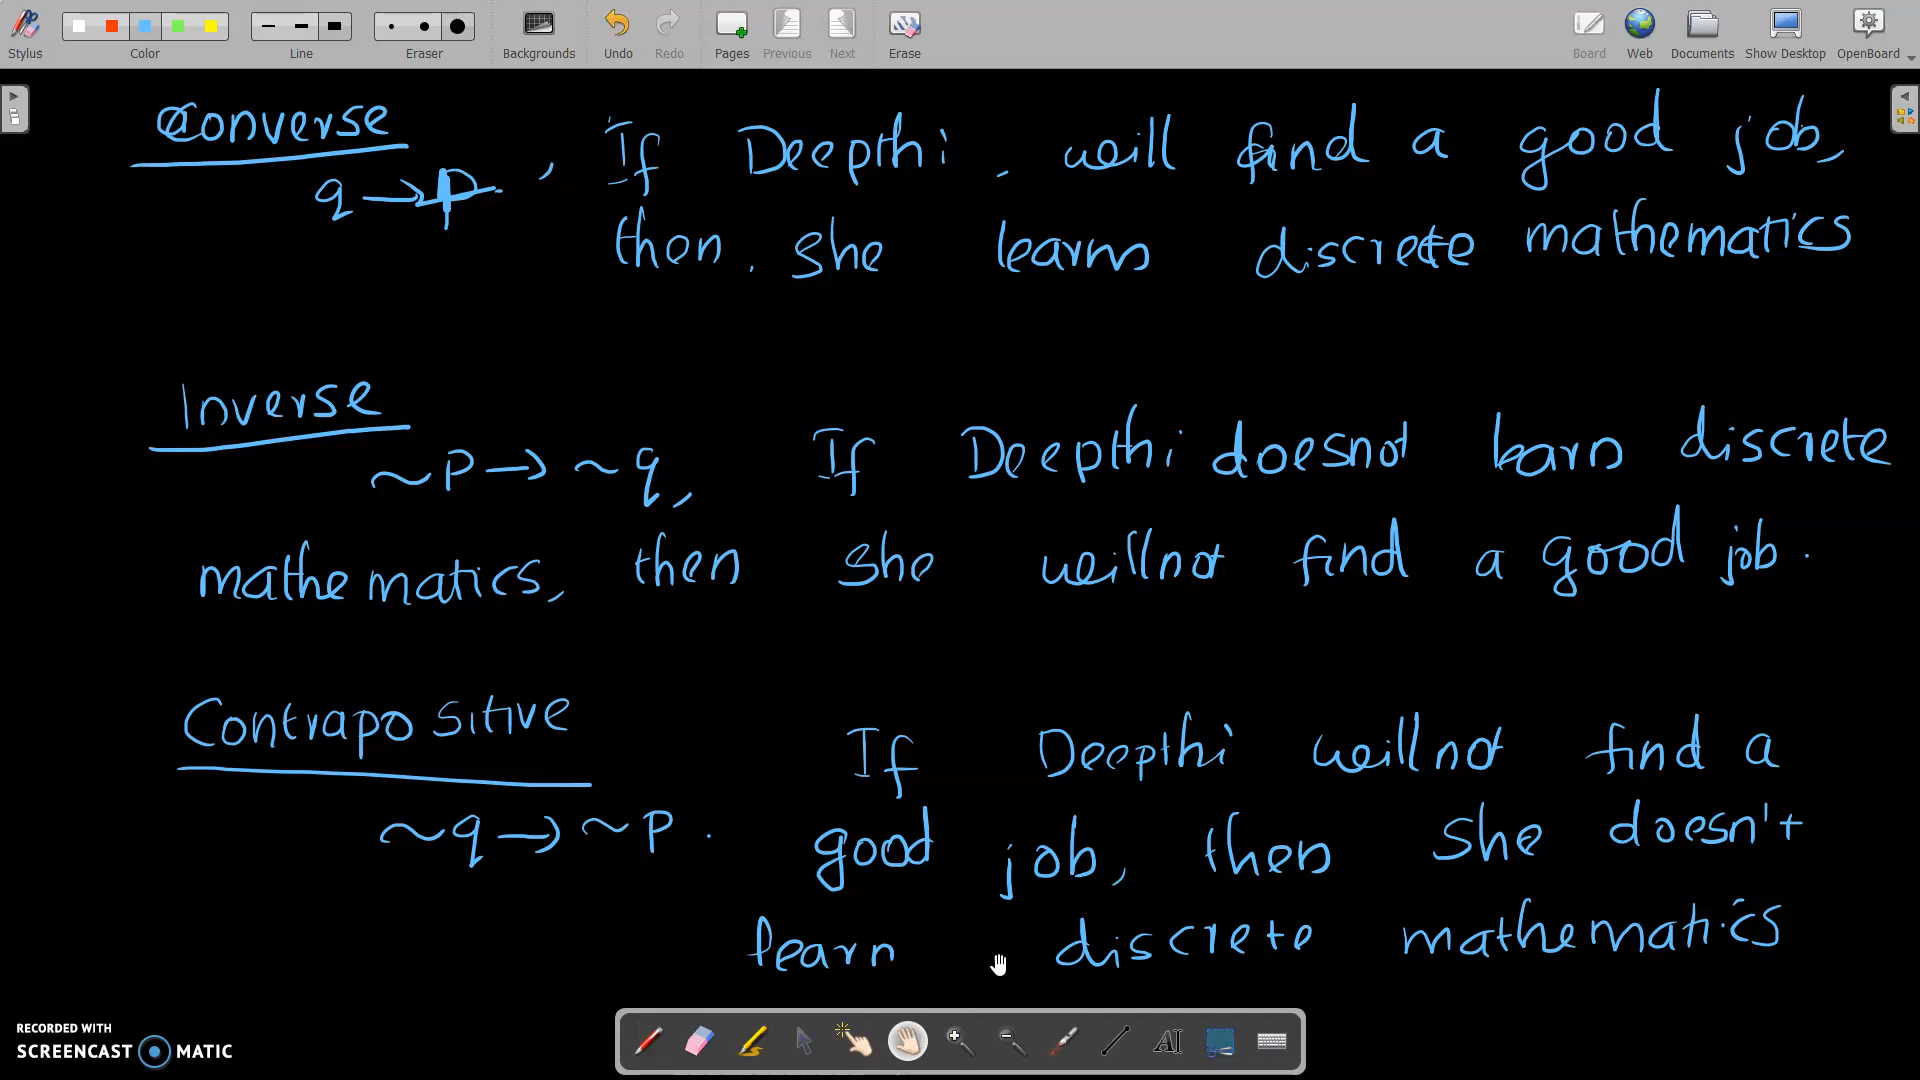 Stylus Color Line Eraser Backgrounds Undo Redo Pages Previous Next Erase Board Web Documents Show Desktop OpenBoard
Converse
q → p. , If Deepthi will find a good job,
then she learns discrete mathematics
Inverse
~p → ~q, If Deepthi doesnot learn discrete
mathematics, then she willnot find a good job.
Contrapositive
If Deepthi willnot find a
~q → ~p. good job, then she doesn't
learn discrete mathematics
RECORDED WITH
SCREENCAST MATIC